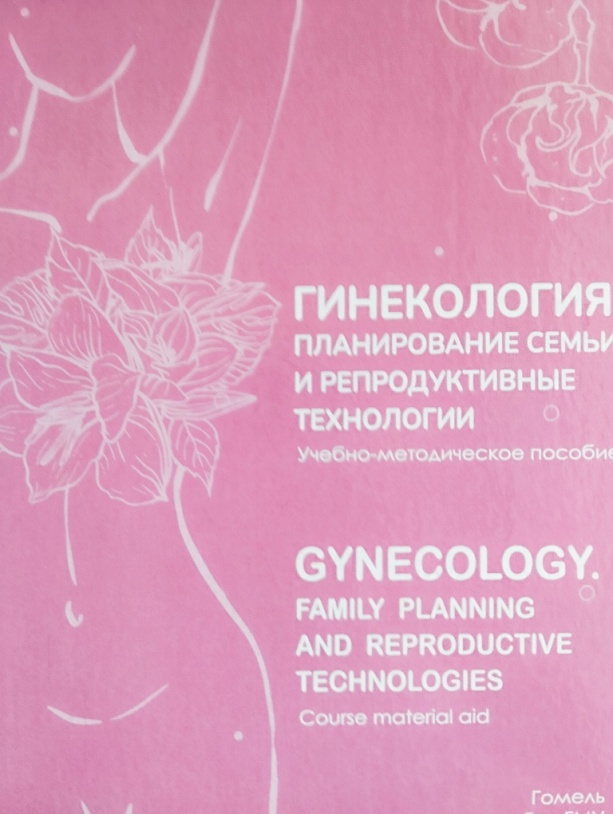 ГИНЕКОЛОГИЯ
ПЛАНИРОВАНИЕ СЕМЬИ
И РЕПРОДУКТИВНЫЕ
ТЕХНОЛОГИИ
Учебно-методическое пособие
GYNECOLOGY.
FAMILY PLANNING
AND REPRODUCTIVE
TECHNOLOGIES
Course material aid
Гомель